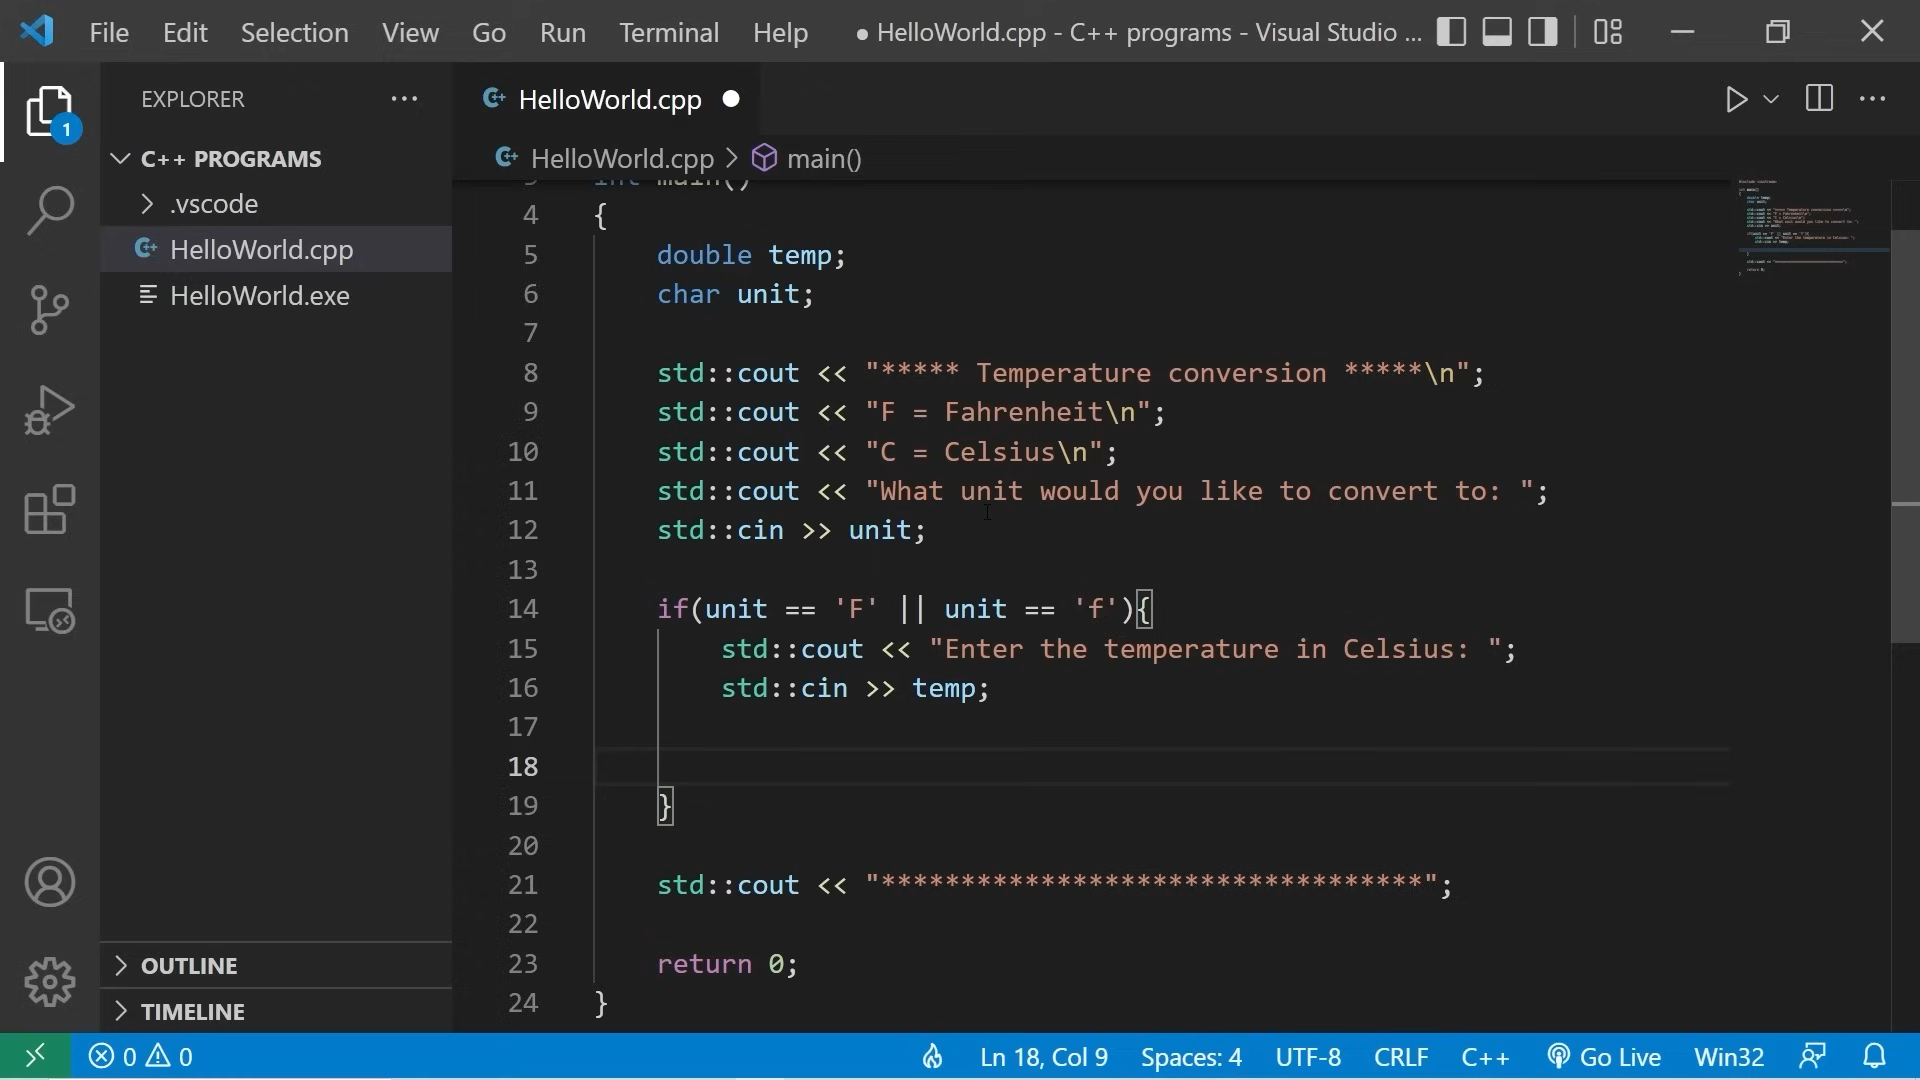 File Edit Selection View Go Run Terminal Help ● HelloWorld.cpp - C++ programs - Visual Studio ...
EXPLORER ...
1
C++ PROGRAMS
.vscode
HelloWorld.cpp
HelloWorld.exe
OUTLINE
TIMELINE
HelloWorld.cpp ●
HelloWorld.cpp > main()
3 int main()
4 {
5     double temp;
6     char unit;
7
8     std::cout << "***** Temperature conversion *****\n";
9     std::cout << "F = Fahrenheit\n";
10     std::cout << "C = Celsius\n";
11     std::cout << "What unit would you like to convert to: ";
12     std::cin >> unit;
13
14     if(unit == 'F' || unit == 'f'){
15         std::cout << "Enter the temperature in Celsius: ";
16         std::cin >> temp;
17
18
19     }
20
21     std::cout << "**********************************";
22
23     return 0;
24 }
0 0 Ln 18, Col 9 Spaces: 4 UTF-8 CRLF C++ Go Live Win32